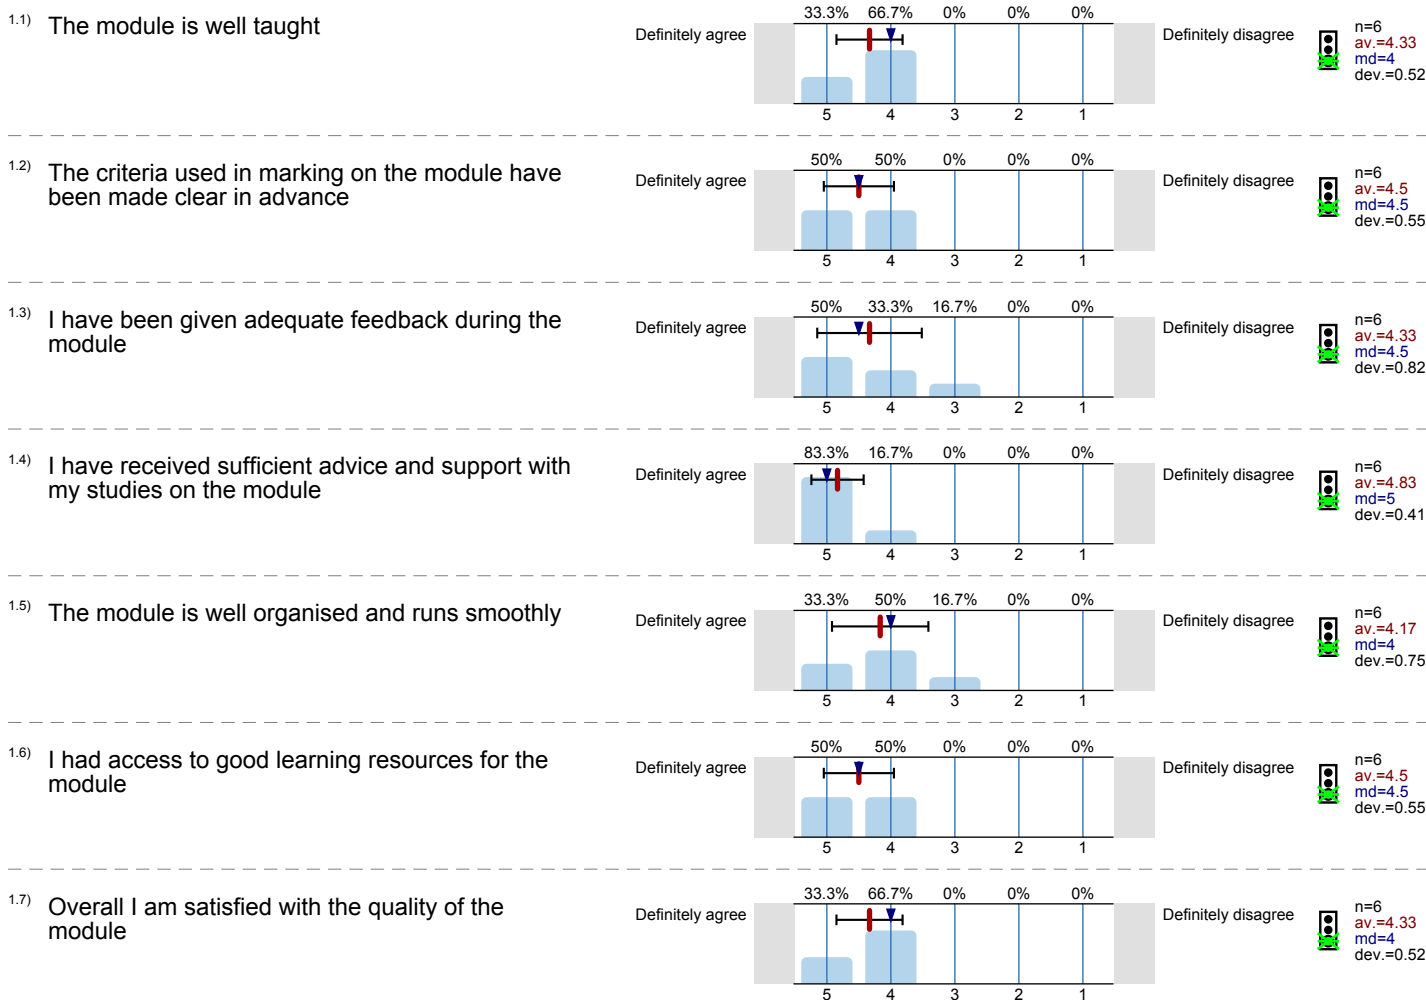 33.3% 66.7% 0% 0% 0%
1.1) The module is well taught
Definitely agree
Definitely disagree
n=6
av.=4.33
md=4
dev.=0.52
5 4 3 2 1
50% 50% 0% 0% 0%
1.2) The criteria used in marking on the module have
been made clear in advance
Definitely agree
Definitely disagree
n=6
av.=4.5
md=4.5
dev.=0.55
5 4 3 2 1
50% 33.3% 16.7% 0% 0%
1.3) I have been given adequate feedback during the
module
Definitely agree
Definitely disagree
n=6
av.=4.33
md=4.5
dev.=0.82
5 4 3 2 1
83.3% 16.7% 0% 0% 0%
1.4) I have received sufficient advice and support with
my studies on the module
Definitely agree
Definitely disagree
n=6
av.=4.83
md=5
dev.=0.41
5 4 3 2 1
33.3% 50% 16.7% 0% 0%
1.5) The module is well organised and runs smoothly
Definitely agree
Definitely disagree
n=6
av.=4.17
md=4
dev.=0.75
5 4 3 2 1
50% 50% 0% 0% 0%
1.6) I had access to good learning resources for the
module
Definitely agree
Definitely disagree
n=6
av.=4.5
md=4.5
dev.=0.55
5 4 3 2 1
33.3% 66.7% 0% 0% 0%
1.7) Overall I am satisfied with the quality of the
module
Definitely agree
Definitely disagree
n=6
av.=4.33
md=4
dev.=0.52
5 4 3 2 1